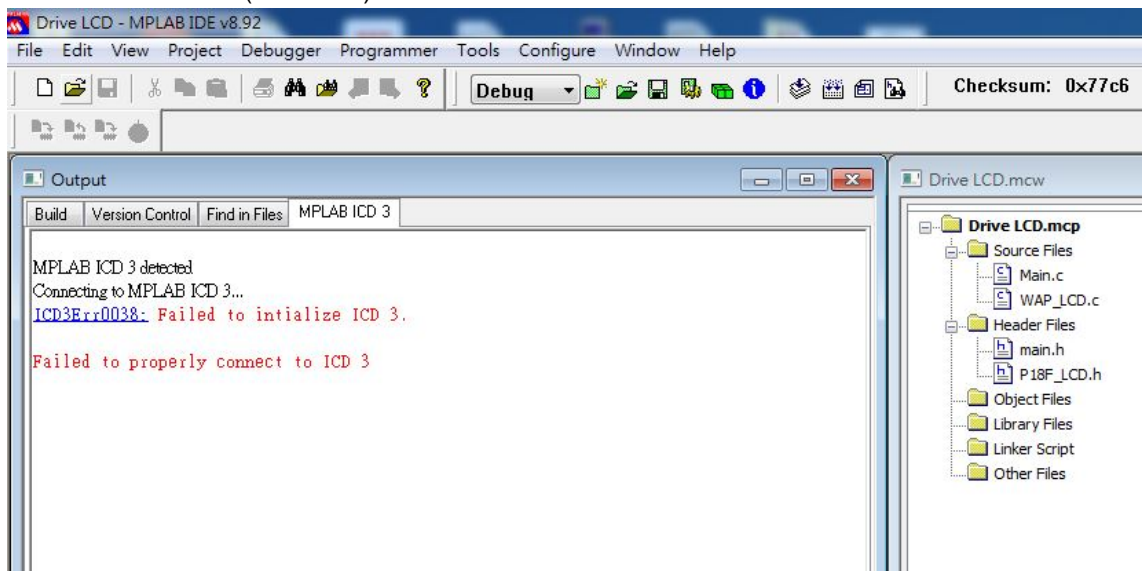 Drive LCD - MPLAB IDE v8.92
File Edit View Project Debugger Programmer Tools Configure Window Help
Debug
Checksum: 0x77c6
Output
Drive LCD.mcw
Build Version Control Find in Files MPLAB ICD 3
MPLAB ICD 3 detected
Connecting to MPLAB ICD 3...
ICD3Err0038: Failed to intialize ICD 3.
Failed to properly connect to ICD 3
Drive LCD.mcp
Source Files
Main.c
WAP_LCD.c
Header Files
main.h
P18F_LCD.h
Object Files
Library Files
Linker Script
Other Files